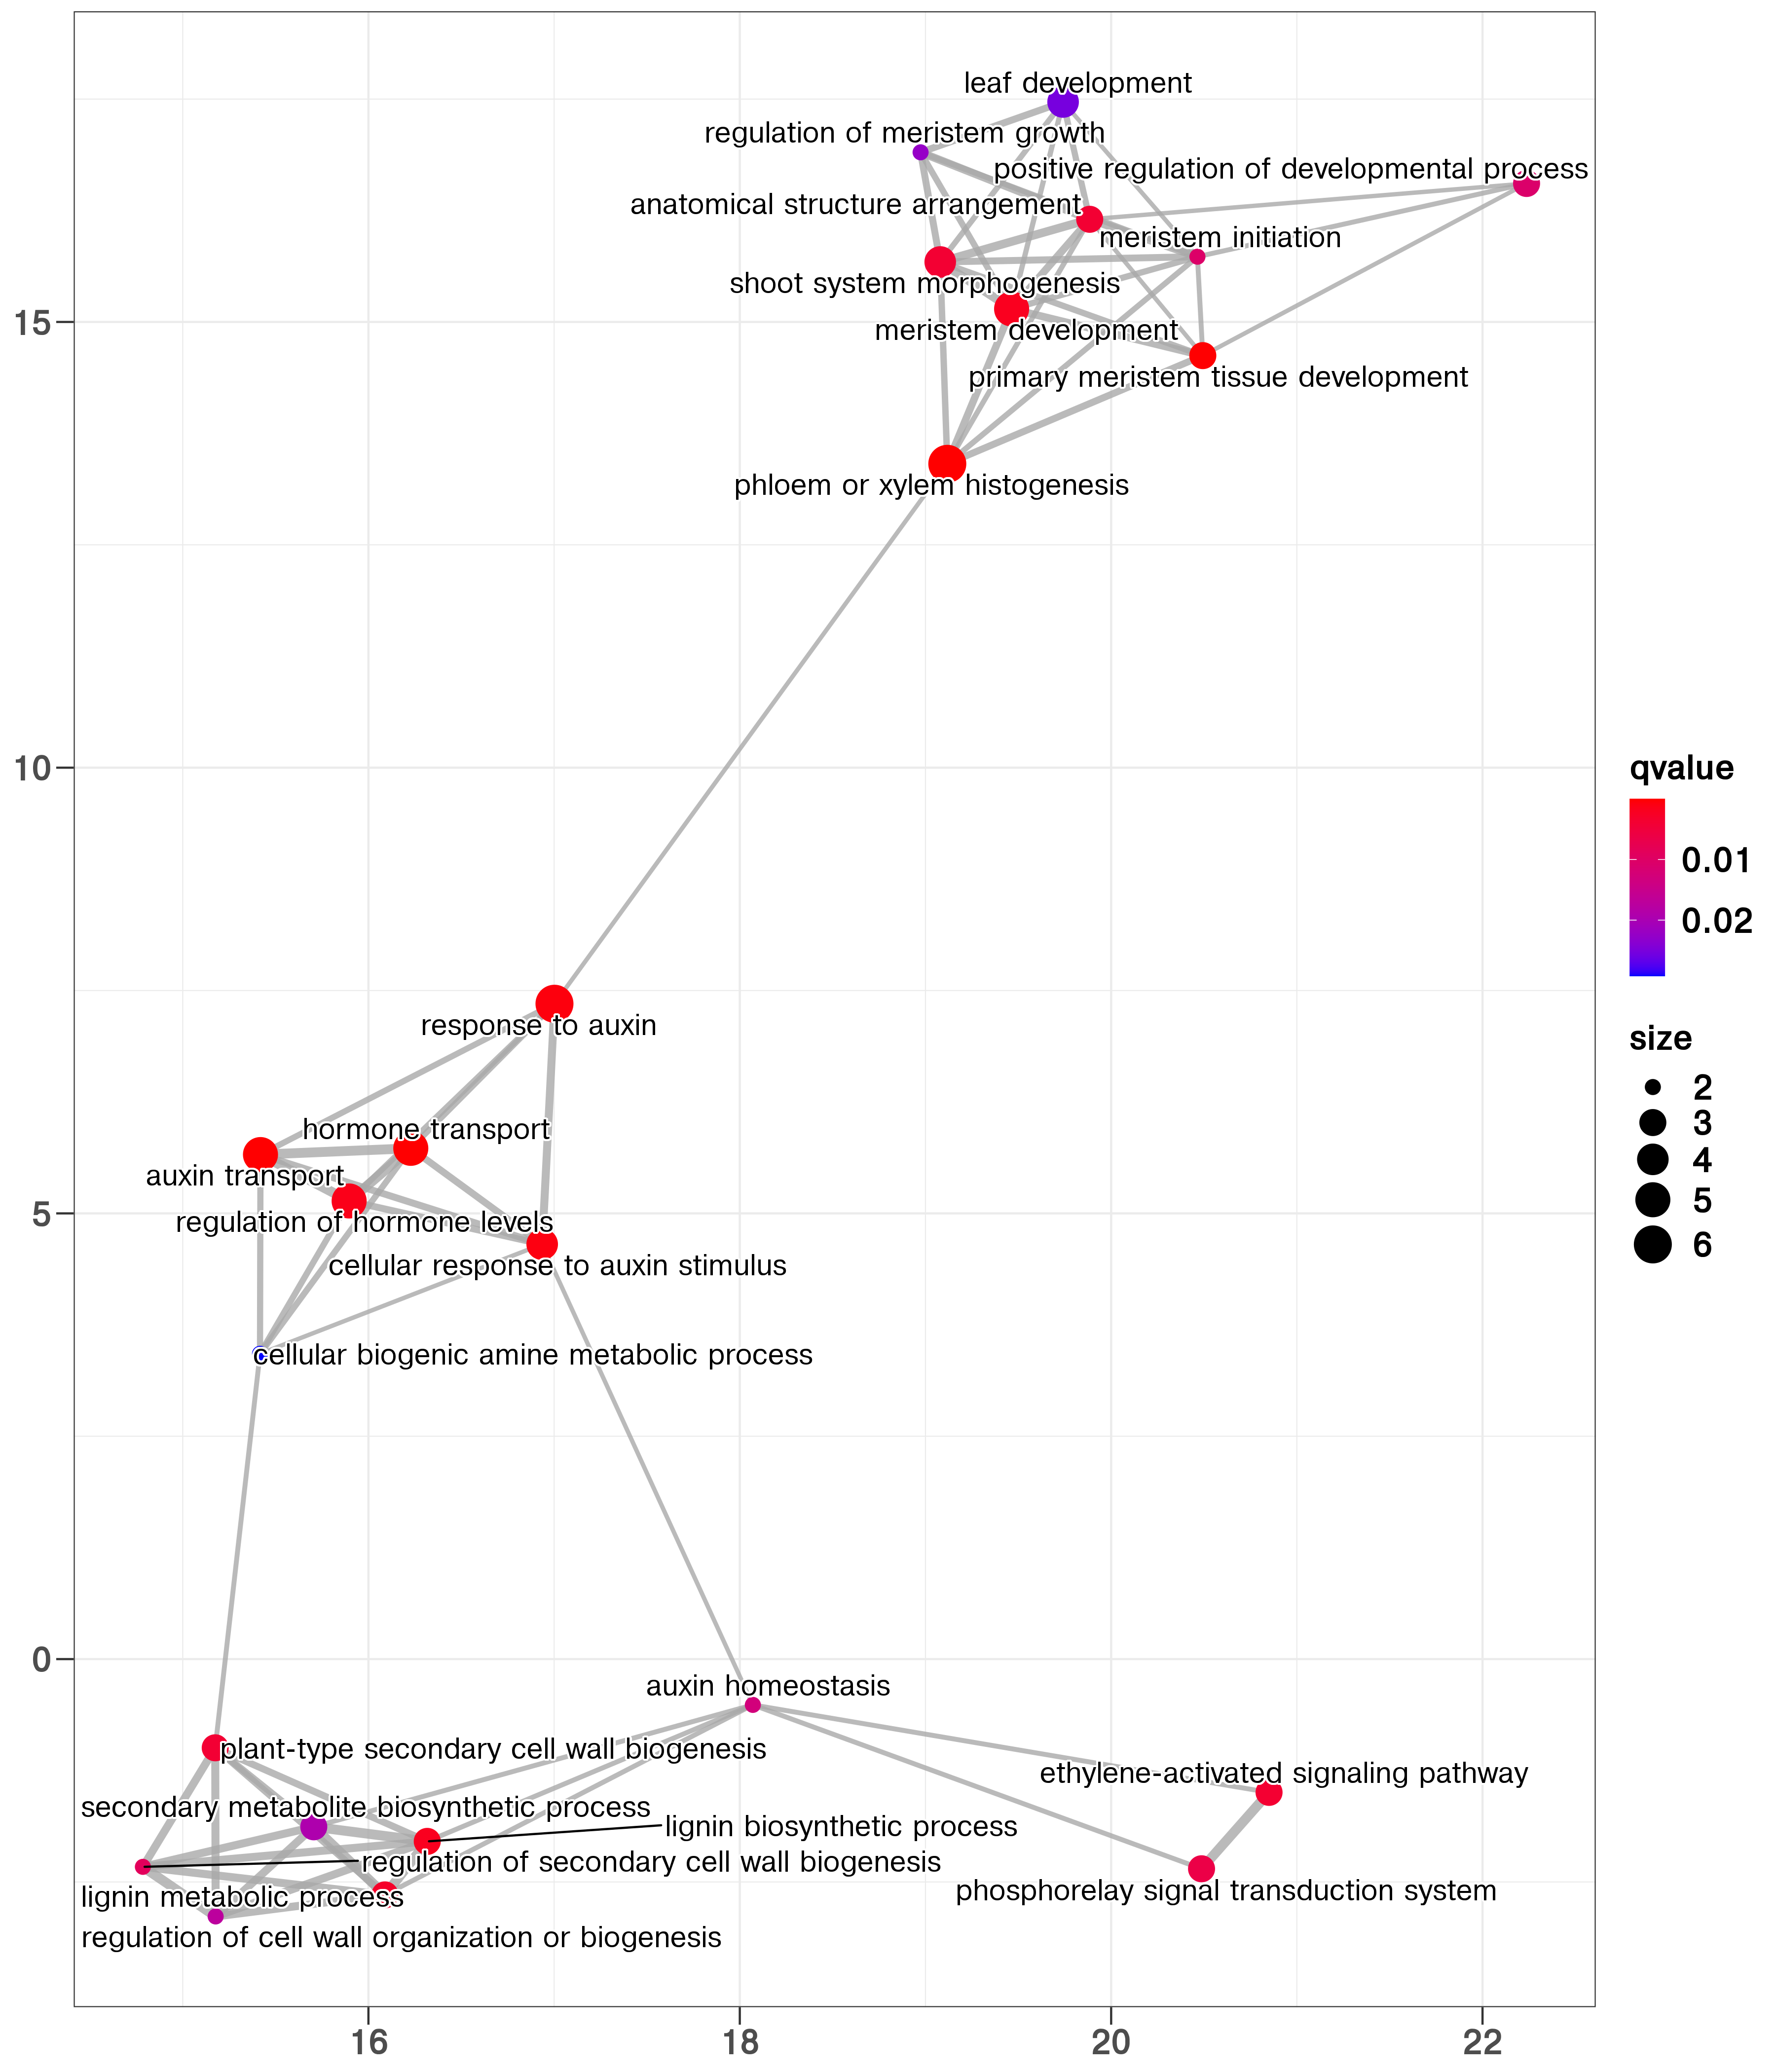 leaf development
regulation of meristem growth
positive regulation of developmental process
anatomical structure arrangement
meristem initiation
shoot system morphogenesis
15
meristem development
primary meristem tissue development
phloem or xylem histogenesis
10
qvalue
0.01
0.02
response to auxin
size
2
3
4
5
6
hormone transport
auxin transport
5
regulation of hormone levels
cellular response to auxin stimulus
cellular biogenic amine metabolic process
0
auxin homeostasis
plant-type secondary cell wall biogenesis
ethylene-activated signaling pathway
secondary metabolite biosynthetic process
lignin biosynthetic process
regulation of secondary cell wall biogenesis
phosphorelay signal transduction system
lignin metabolic process
regulation of cell wall organization or biogenesis
16
18
20
22